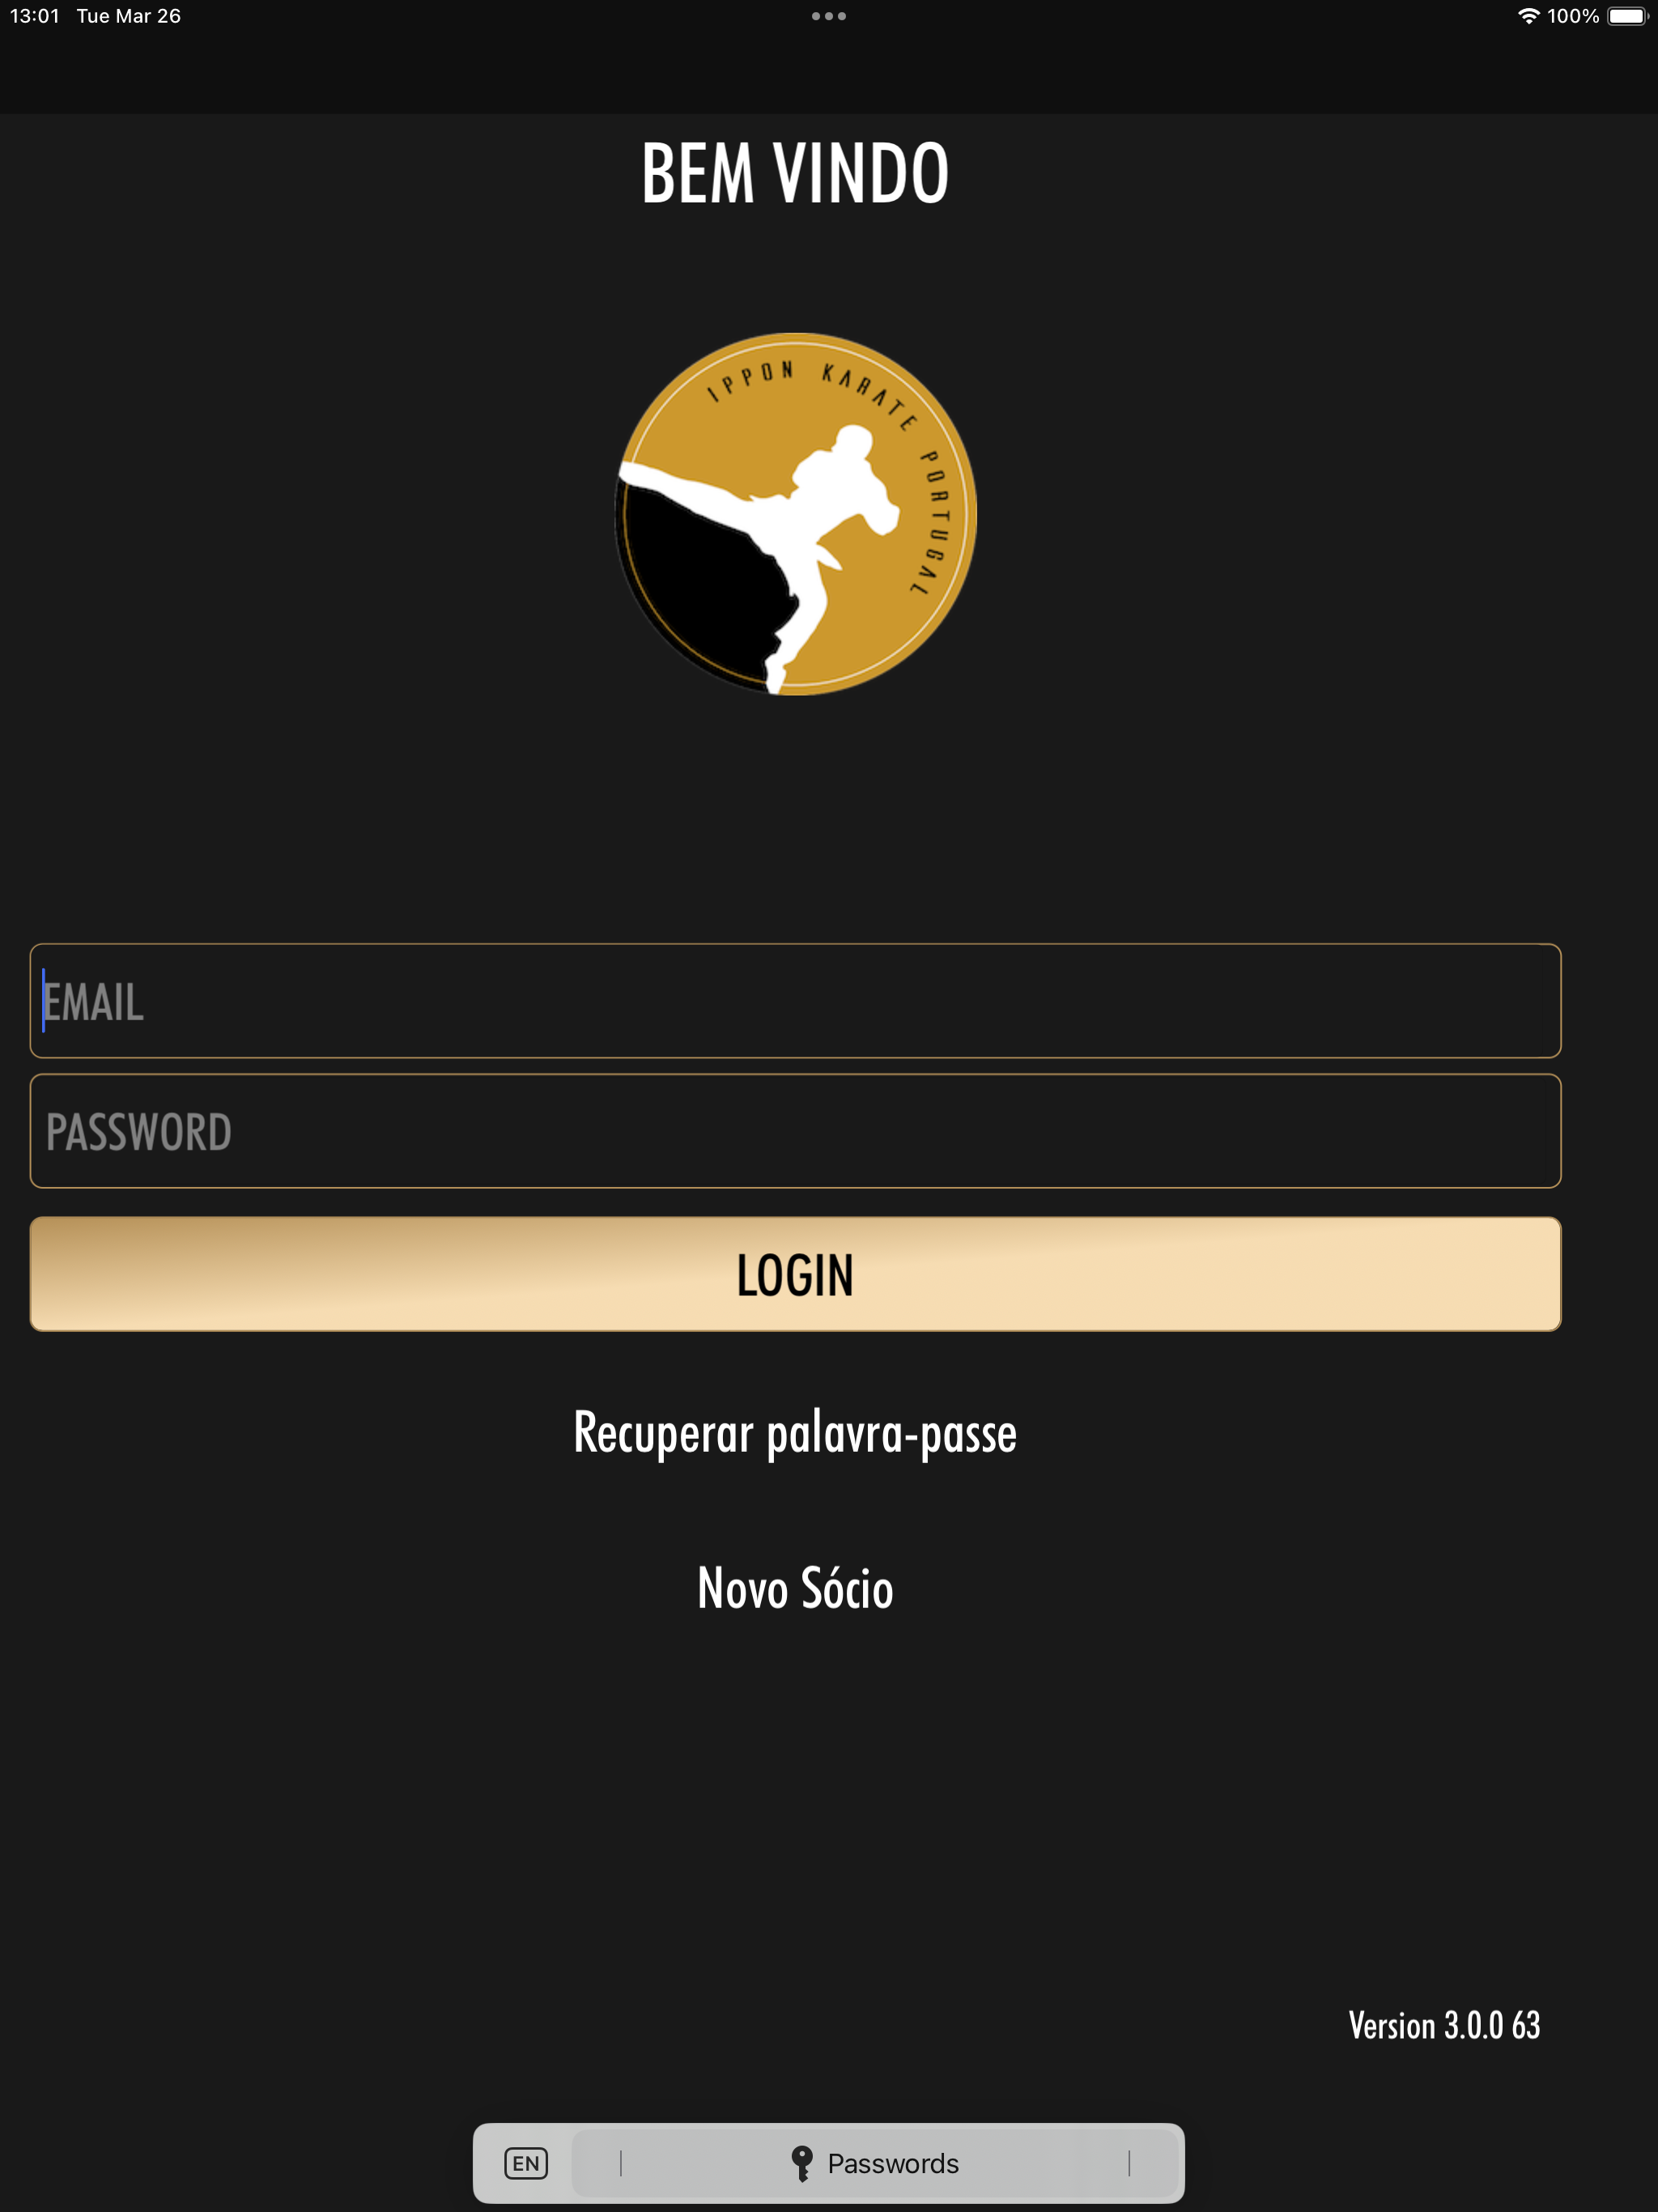 13:01 Tue Mar 26
100%
BEM VINDO
IPPON KARATE PORTUGAL
EMAIL
PASSWORD
LOGIN
Recuperar palavra-passe
Novo Sócio
Version 3.0.0 63
EN
Passwords